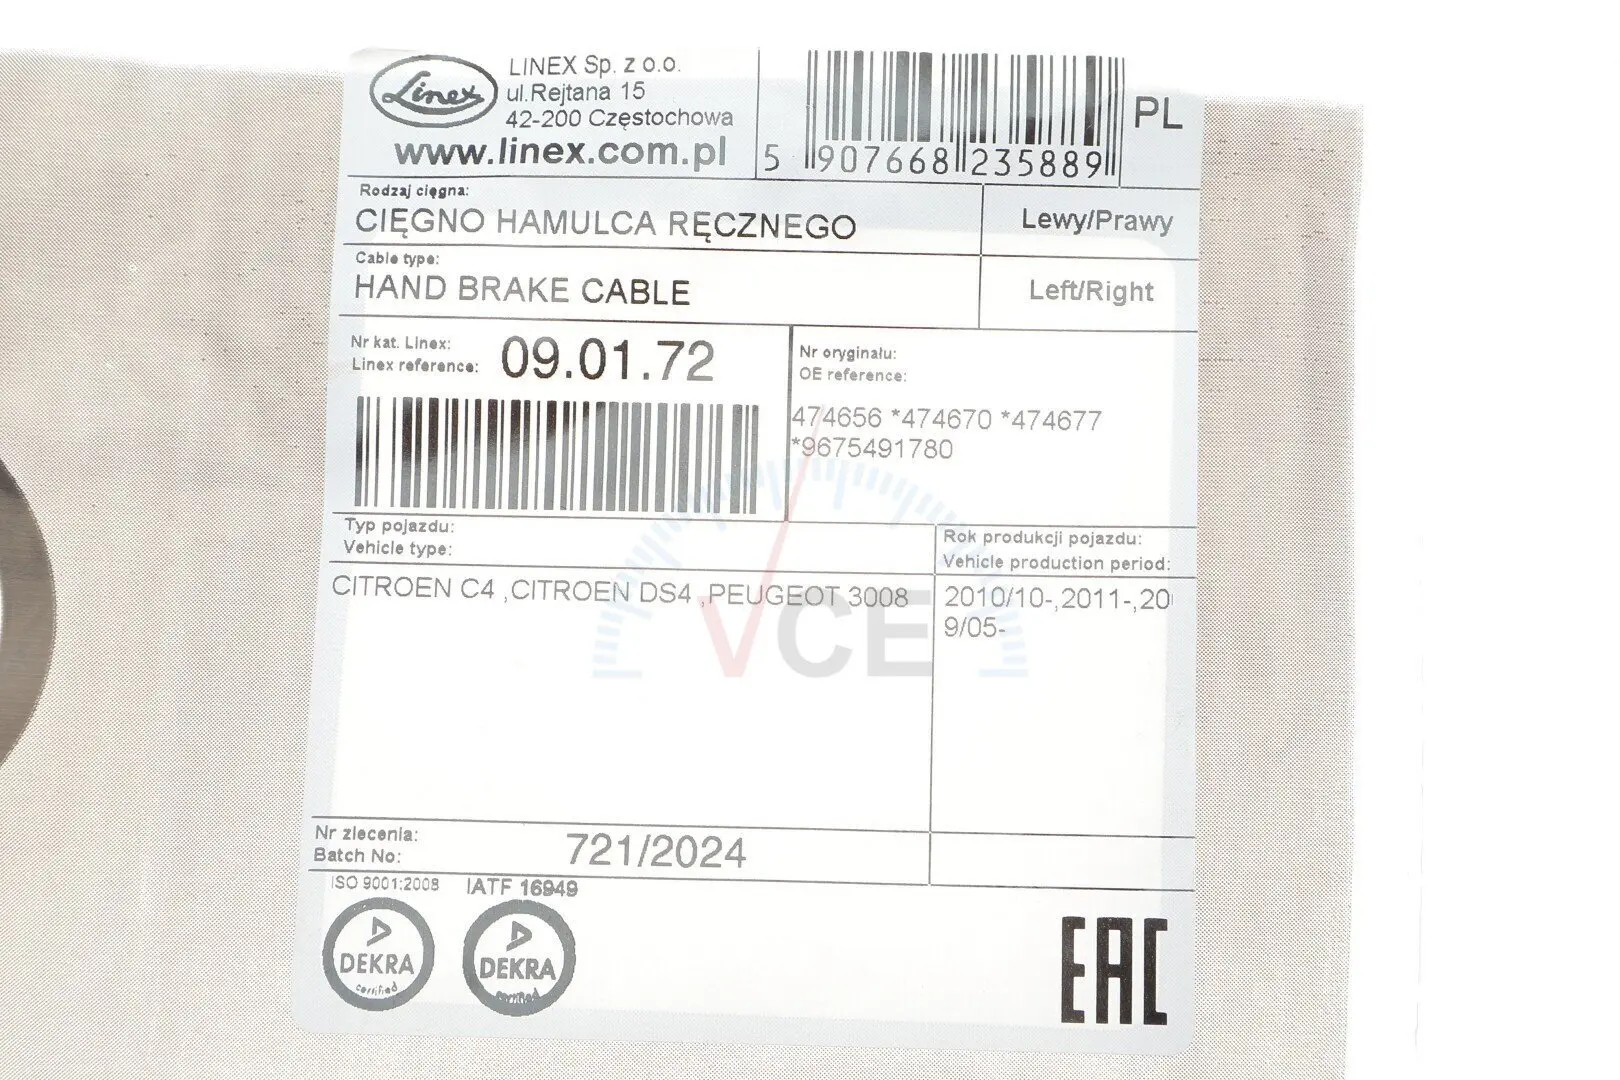 Linex
LINEX Sp. z o.o.
ul.Rejtana 15
42-200 Częstochowa
www.linex.com.pl
5 907668 235889
PL
Rodzaj cięgna:
CIĘGNO HAMULCA RĘCZNEGO
Lewy/Prawy
Cable type:
HAND BRAKE CABLE
Left/Right
Nr kat. Linex:
Linex reference:
09.01.72
Nr oryginału:
OE reference:
474656 *474670 *474677
*9675491780
Typ pojazdu:
Vehicle type:
Rok produkcji pojazdu:
Vehicle production period:
CITROEN C4 ,CITROEN DS4 ,PEUGEOT 3008
2010/10-,2011-,20
9/05-
VCE
Nr zlecenia:
Batch No:
721/2024
ISO 9001:2008
IATF 16949
DEKRA
certified
DEKRA
certified
EAC